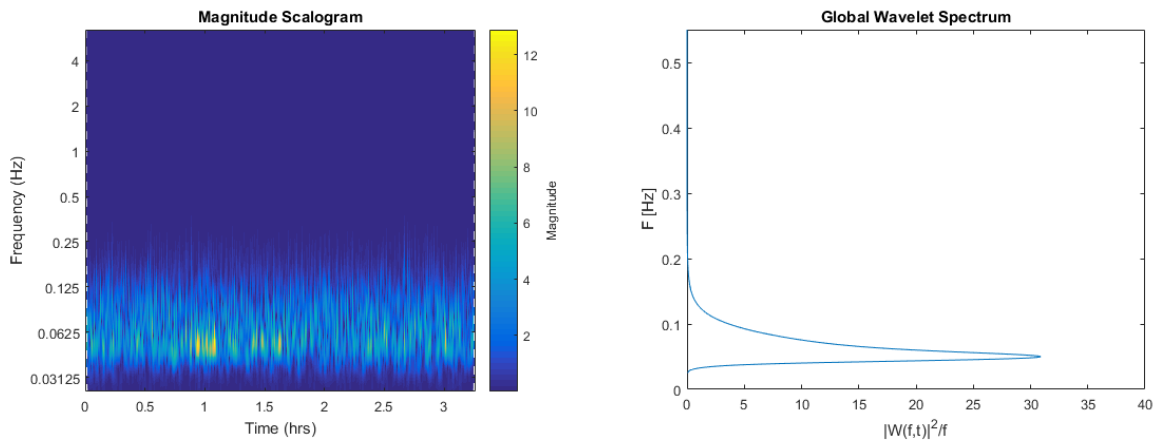 Magnitude Scalogram
Frequency (Hz)
4
2
1
0.5
0.25
0.125
0.0625
0.03125
0 0.5 1 1.5 2 2.5 3
Time (hrs)
12
10
8
6
4
2
Magnitude
Global Wavelet Spectrum
F [Hz]
0.5
0.4
0.3
0.2
0.1
0
0 5 10 15 20 25 30 35 40
|W(f,t)|²/f